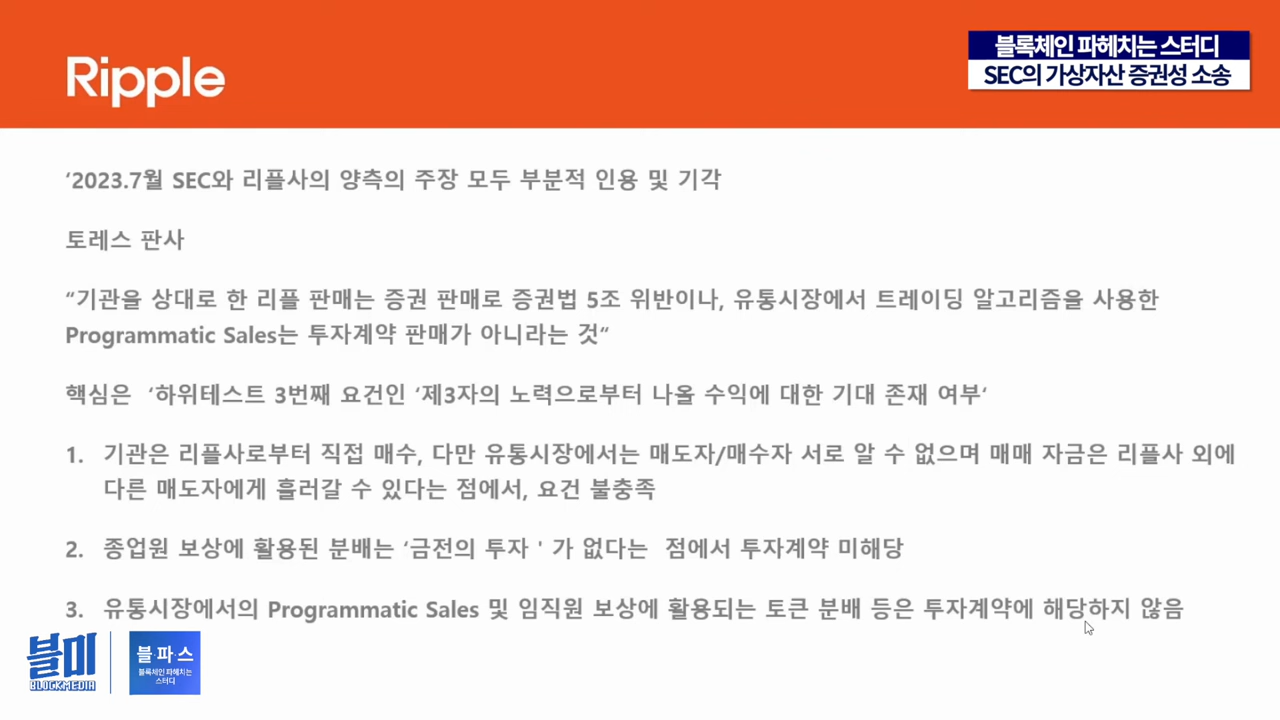 Ripple
블록체인 파헤치는 스터디
SEC의 가상자산 증권성 소송
‘2023.7월 SEC와 리플사의 양측의 주장 모두 부분적 인용 및 기각
토레스 판사
“기관을 상대로 한 리플 판매는 증권 판매로 증권법 5조 위반이나, 유통시장에서 트레이딩 알고리즘을 사용한
Programmatic Sales는 투자계약 판매가 아니라는 것“
핵심은 ‘하위테스트 3번째 요건인 ‘제3자의 노력으로부터 나올 수익에 대한 기대 존재 여부‘
1. 기관은 리플사로부터 직접 매수, 다만 유통시장에서는 매도자/매수자 서로 알 수 없으며 매매 자금은 리플사 외에
다른 매도자에게 흘러갈 수 있다는 점에서, 요건 불충족
2. 종업원 보상에 활용된 분배는 ‘금전의 투자 ' 가 없다는 점에서 투자계약 미해당
3. 유통시장에서의 Programmatic Sales 및 임직원 보상에 활용되는 토큰 분배 등은 투자계약에 해당하지 않음
블미
BLOCKMEDIA
블·파·스
블록체인 파헤치는
스터디